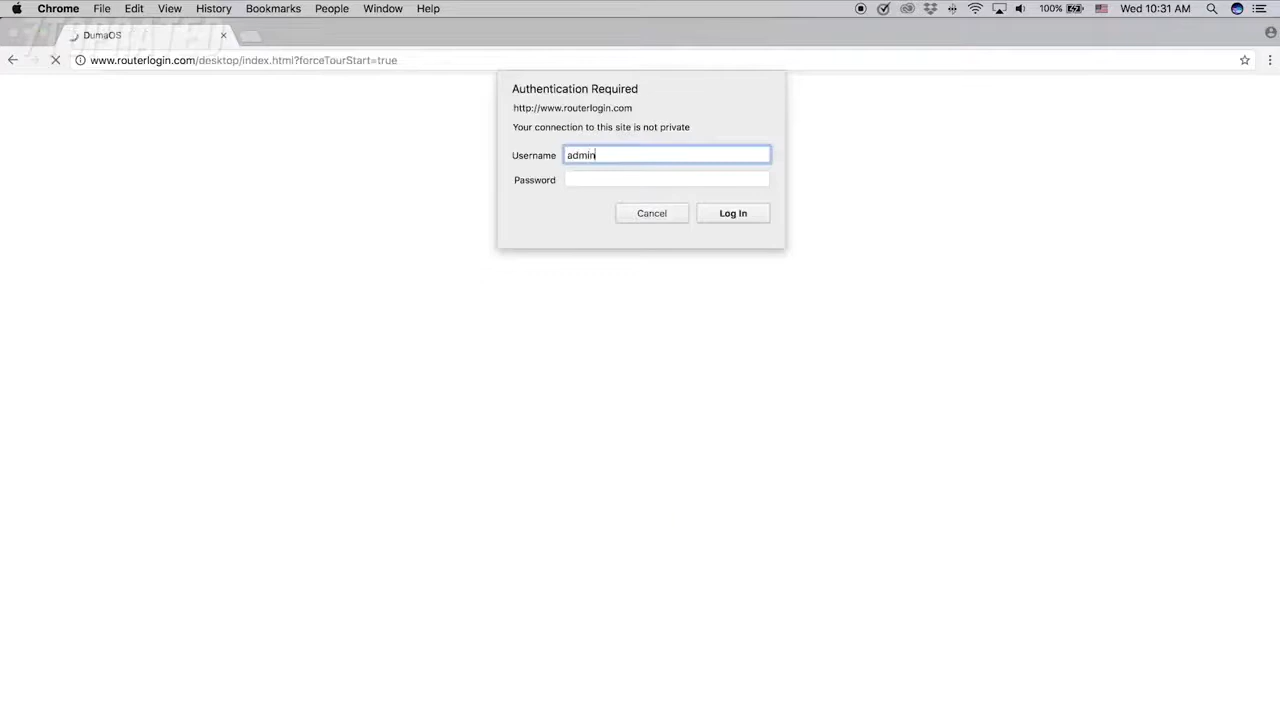 Chrome File Edit View History Bookmarks People Window Help 100% Wed 10:31 AM
DumaOS
www.routerlogin.com/desktop/index.html?forceTourStart=true
Authentication Required
http://www.routerlogin.com
Your connection to this site is not private
Username admin
Password
Cancel Log In